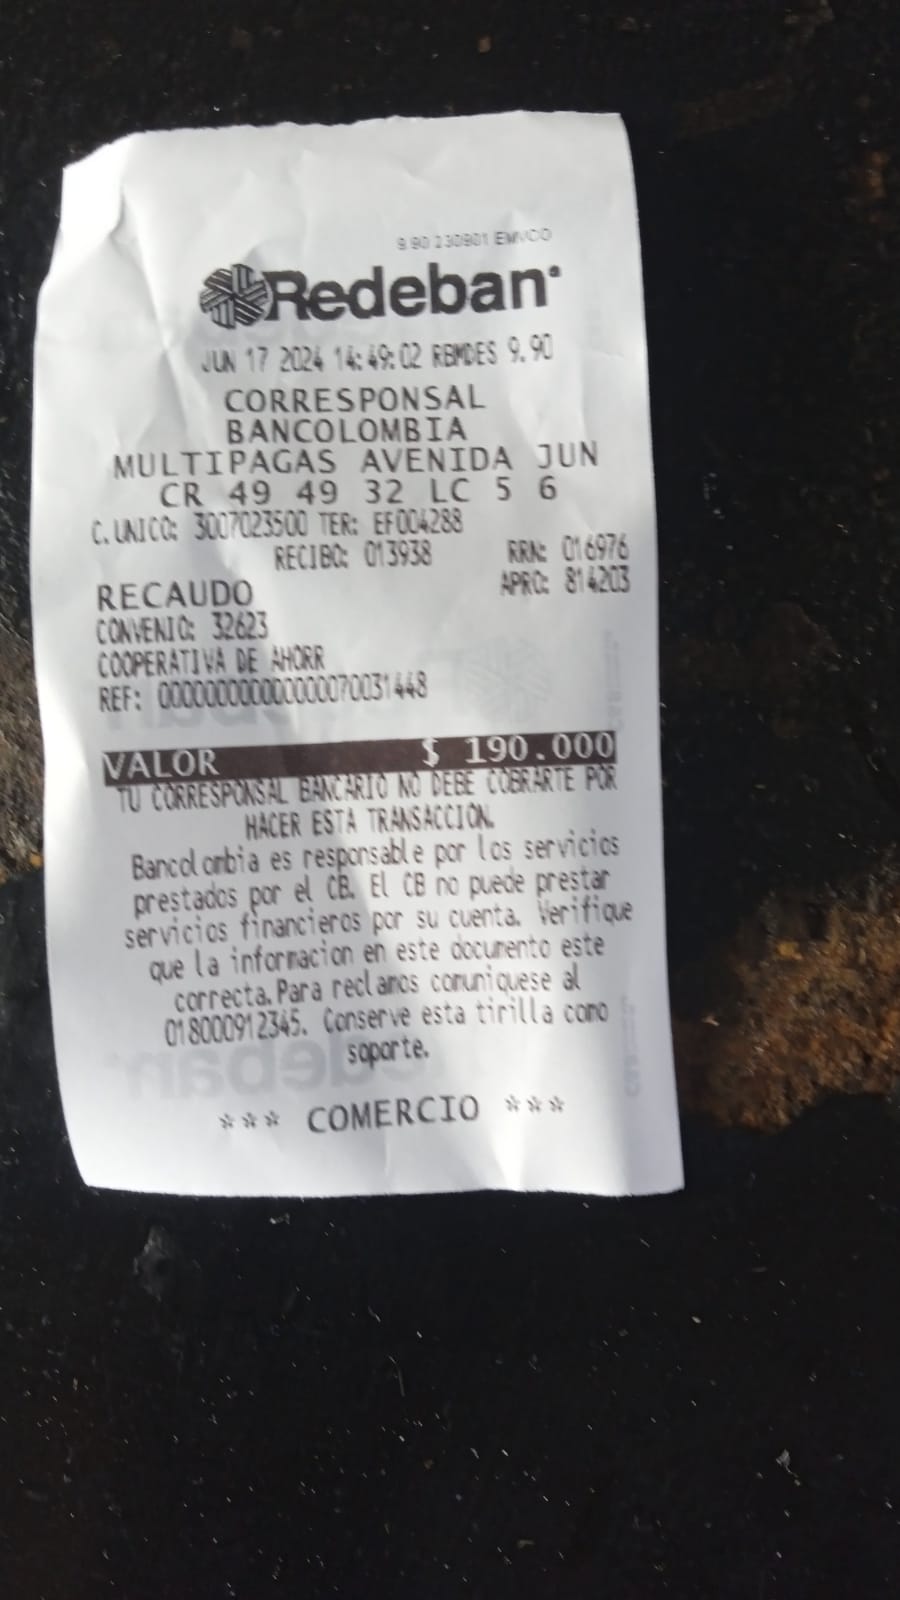 9.90 230901 EMVCO
Redeban
JUN 17 2024 14:49:02 RBMDES 9.90
CORRESPONSAL
BANCOLOMBIA
MULTIPAGAS AVENIDA JUN
CR 49 49 32 LC 5 6
C.UNICO: 3007023500 TER: EF004288
RECIBO: 013938 RRN: 016976
RECAUDO APRO: 814203
CONVENIO: 32623
COOPERATIVA DE AHORR
REF: 000000000000000070031448
VALOR $ 190.000
TU CORRESPONSAL BANCARIO NO DEBE COBRARTE POR
HACER ESTA TRANSACCION.
Bancolombia es responsable por los servicios
prestados por el CB. El CB no puede prestar
servicios financieros por su cuenta. Verifique
que la informacion en este documento este
correcta.Para reclamos comuniquese al
018000912345. Conserve esta tirilla como
soporte.
*** COMERCIO ***